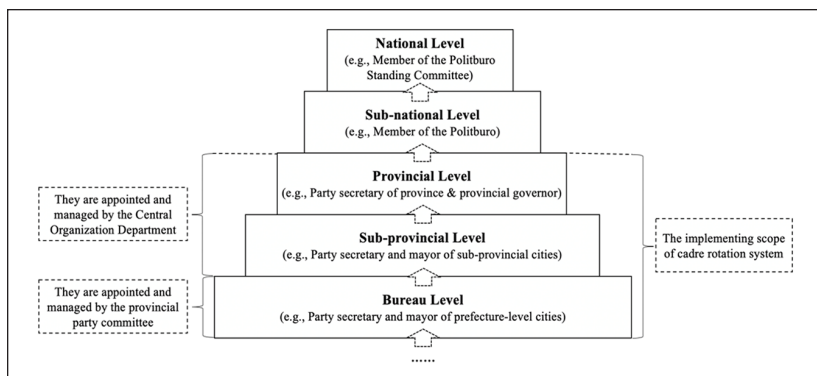 National Level
(e.g., Member of the Politburo
Standing Committee)
Sub-national Level
(e.g., Member of the Politburo)
Provincial Level
(e.g., Party secretary of province & provincial governor)
They are appointed and
managed by the Central
Organization Department
Sub-provincial Level
(e.g., Party secretary and mayor of sub-provincial cities)
The implementing scope
of cadre rotation system
They are appointed and
managed by the provincial
party committee
Bureau Level
(e.g., Party secretary and mayor of prefecture-level cities)
……